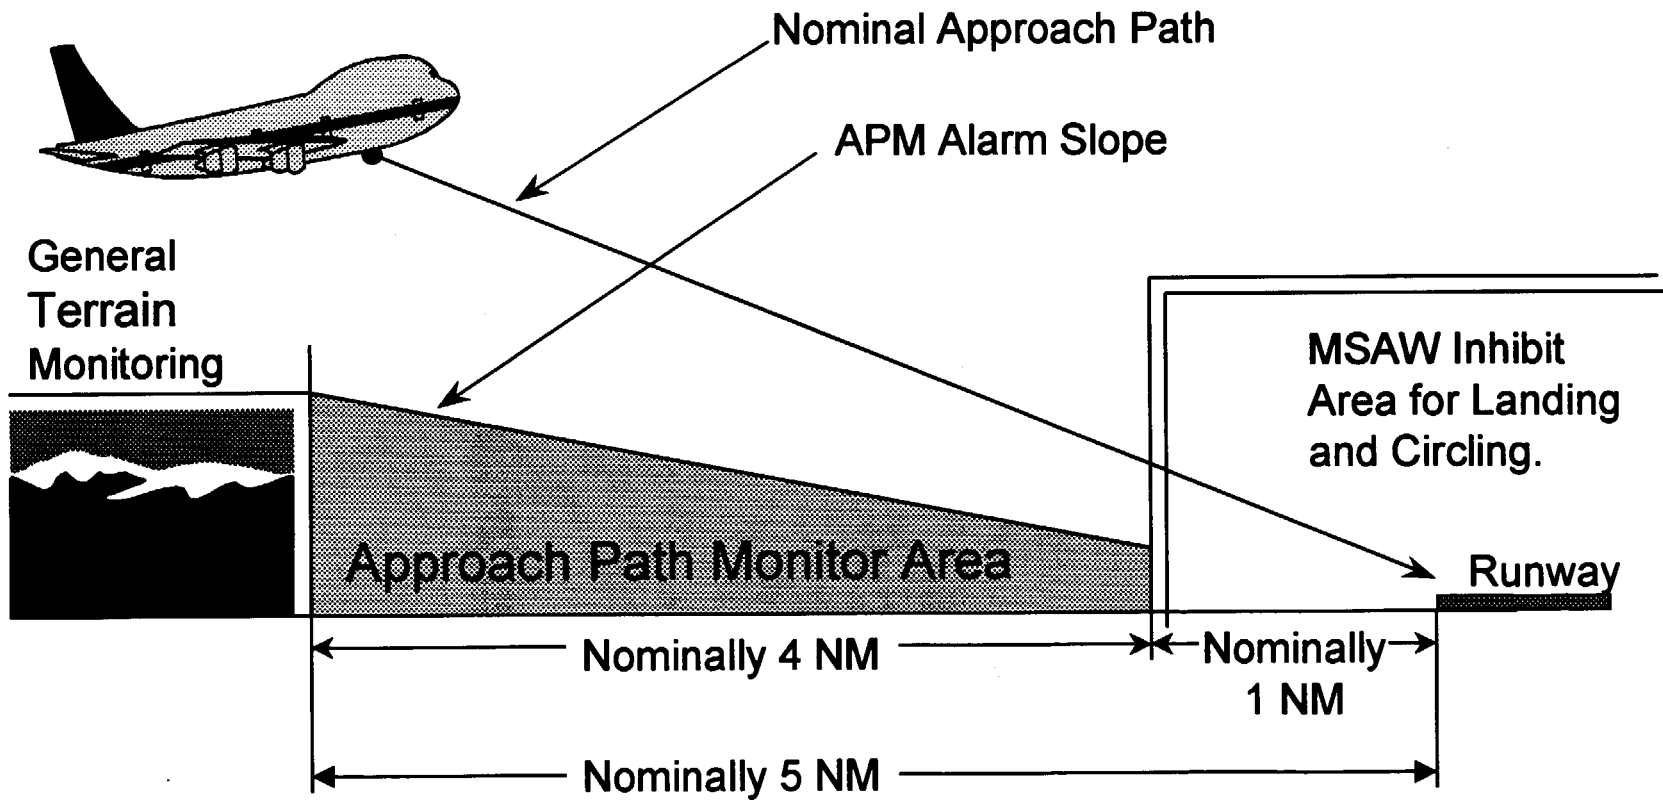 Nominal Approach Path
APM Alarm Slope
General
Terrain
Monitoring
MSAW Inhibit
Area for Landing
and Circling.
Approach Path Monitor Area
Runway
Nominally 4 NM
Nominally
1 NM
Nominally 5 NM